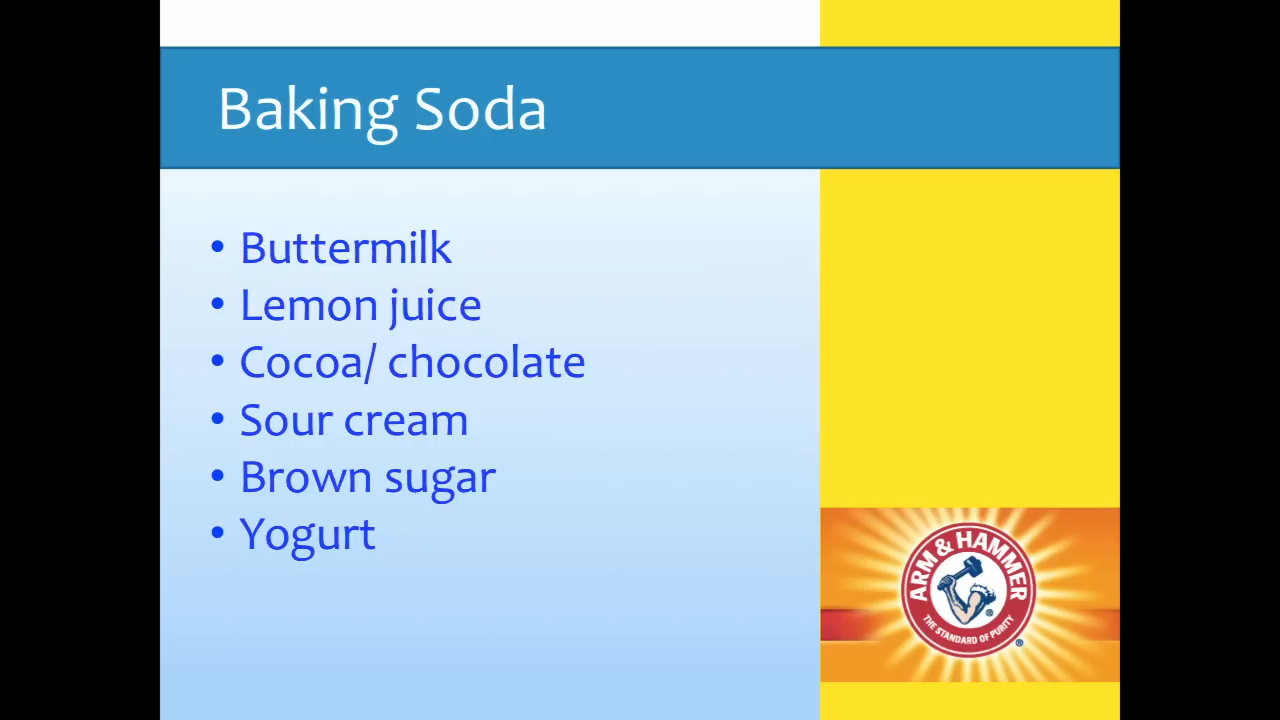 Baking Soda
• Buttermilk
• Lemon juice
• Cocoa/ chocolate
• Sour cream
• Brown sugar
• Yogurt
ARM & HAMMER
THE STANDARD OF PURITY
®
®